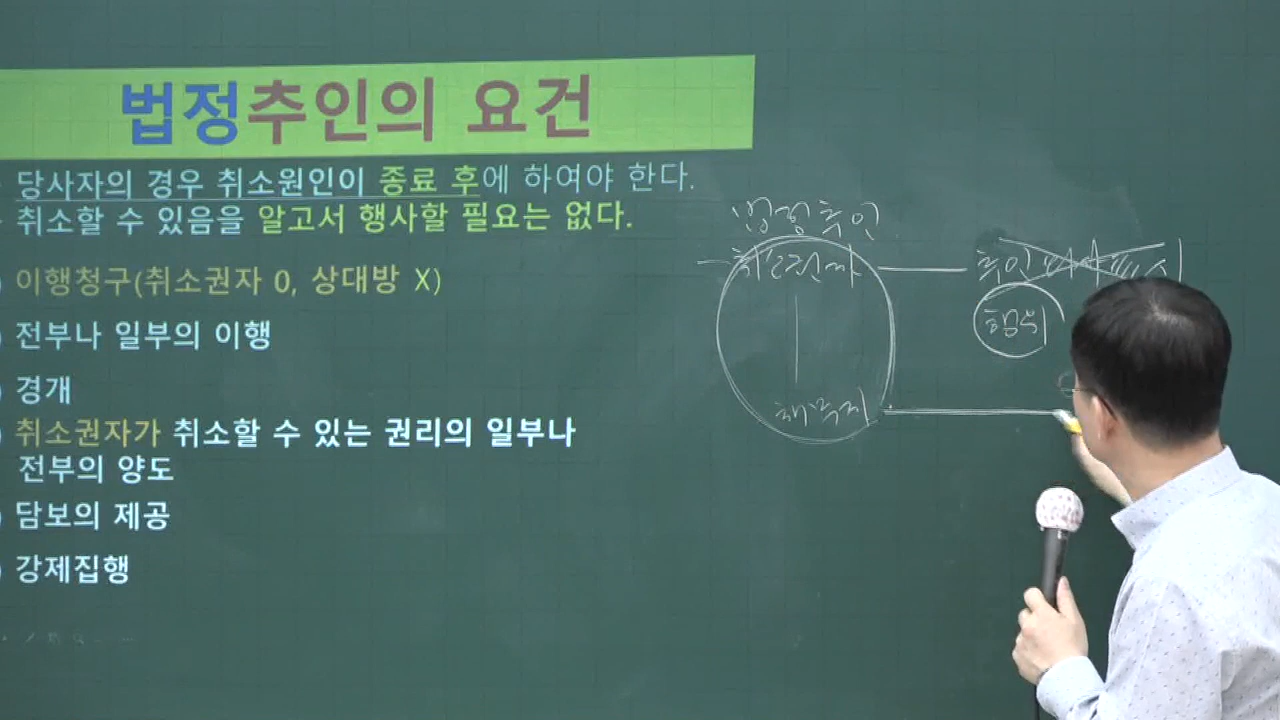 법정추인의 요건
당사자의 경우 취소원인이 종료 후에 하여야 한다.
취소할 수 있음을 알고서 행사할 필요는 없다.
이행청구(취소권자 O, 상대방 X)
전부나 일부의 이행
경개
취소권자가 취소할 수 있는 권리의 일부나
전부의 양도
담보의 제공
강제집행
법정추인
취소권자
추인
행위